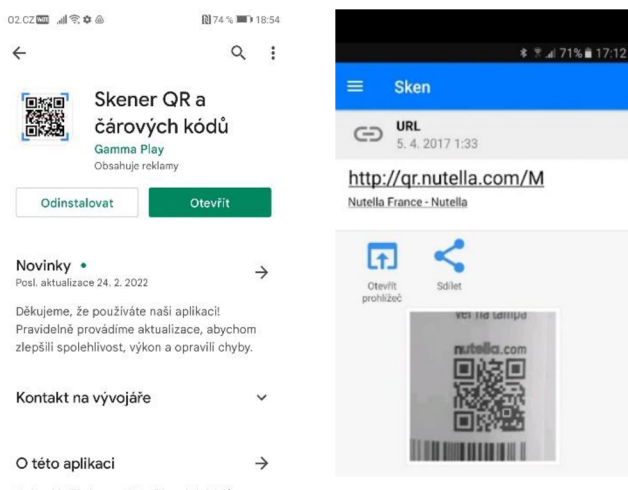 O2.CZ 74 % 18:54
Skener QR a
čárových kódů
Gamma Play
Obsahuje reklamy
Odinstalovat
Otevřít
Novinky •
Posl. aktualizace 24. 2. 2022
Děkujeme, že používáte naši aplikaci!
Pravidelně provádíme aktualizace, abychom
zlepšili spolehlivost, výkon a opravili chyby.
Kontakt na vývojáře
O této aplikaci
71% 17:12
Sken
URL
5. 4. 2017 1:33
http://qr.nutella.com/M
Nutella France - Nutella
Otevřít
prohlížeč
Sdílet
nutella.com